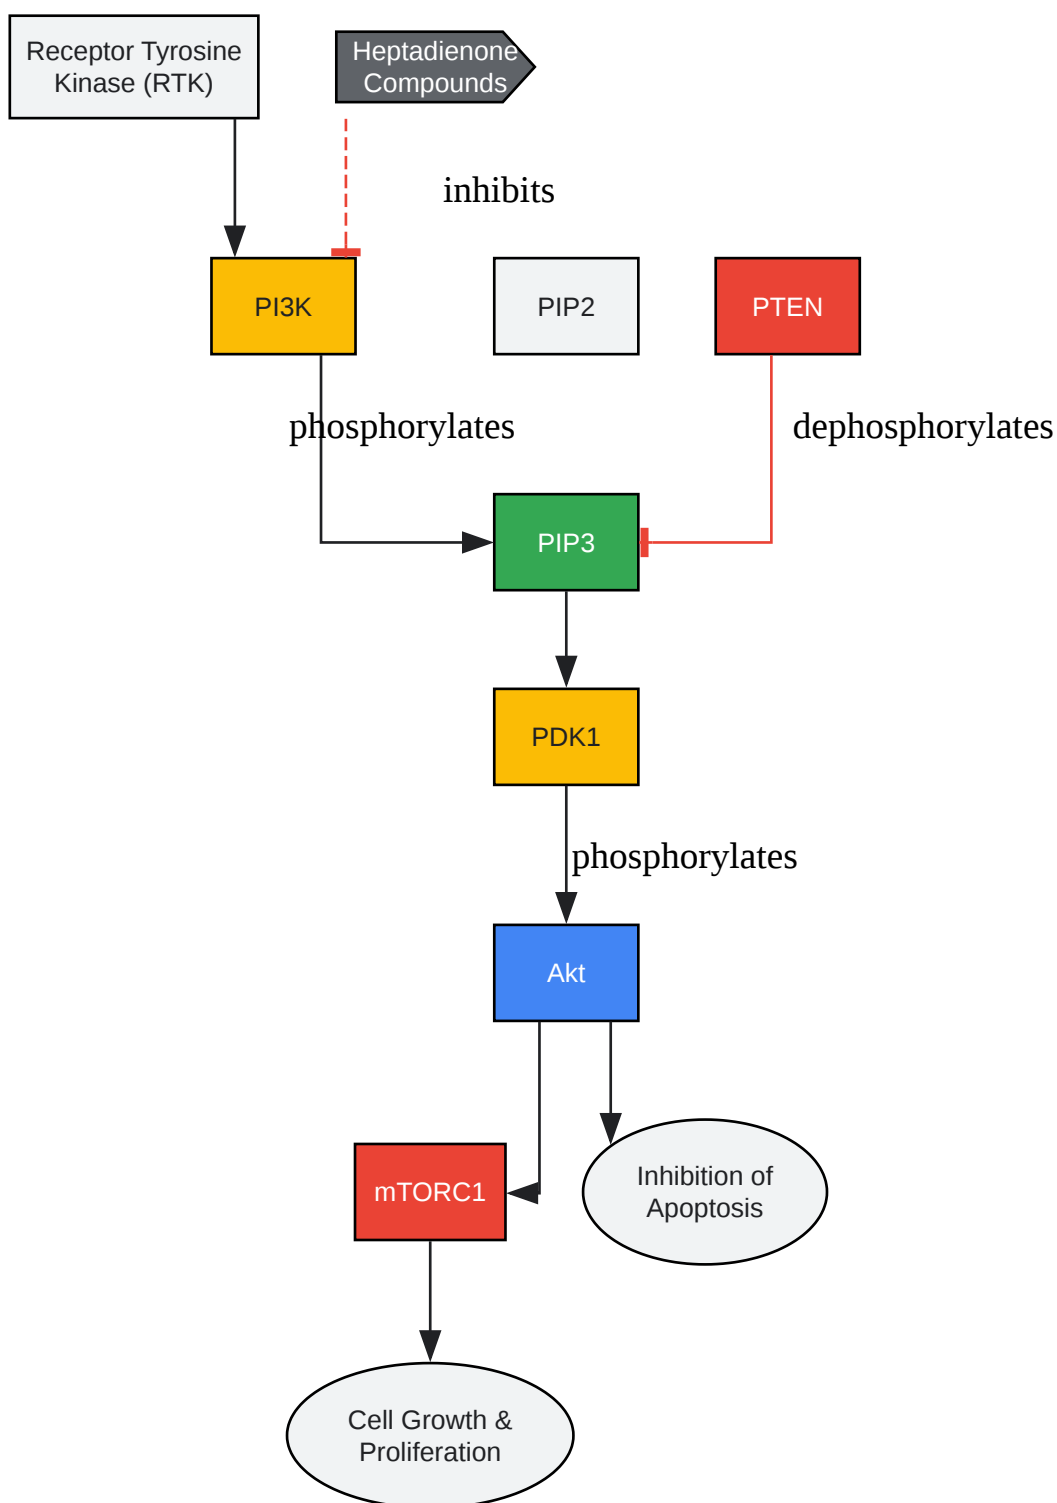 Receptor Tyrosine
Kinase (RTK)
Heptadienone
Compounds
inhibits
PI3K
PIP2
PTEN
phosphorylates
dephosphorylates
PIP3
PDK1
phosphorylates
Akt
mTORC1
Inhibition of
Apoptosis
Cell Growth &
Proliferation